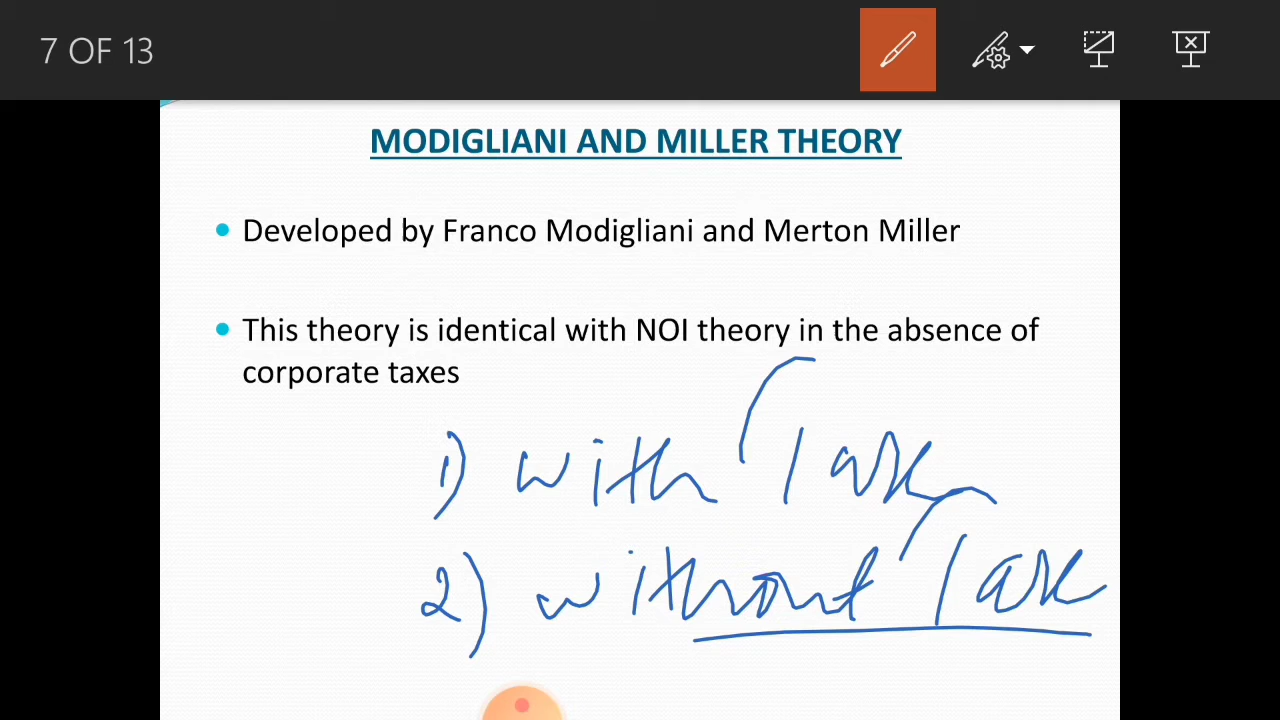 7 OF 13
MODIGLIANI AND MILLER THEORY
Developed by Franco Modigliani and Merton Miller
This theory is identical with NOI theory in the absence of
corporate taxes
1) with Tax
2) without Tax